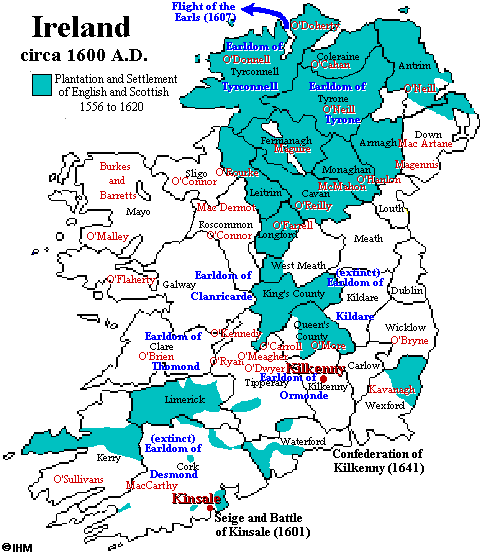 Flight of the
Earls (1607)
Ireland
circa 1600 A.D.
Plantation and Settlement
of English and Scottish
1556 to 1620
O'Doherty
Earldom of
O'Donnell
Tyrconnell
Tyrconnell
Coleraine
O'Cahan
Antrim
Earldom of
Tyrone
O'Neill
Tyrone
O'Neill
Down
Mac Artane
Magennis
Fermanagh
Maguire
Armagh
O'Hanlon
Monaghan
McMahon
Burkes
and
Barretts
Mayo
Sligo
O'Connor
O'Rourke
Leitrim
Cavan
O'Reilly
Mac Dermot
Roscommon
O'Connor
O'Farrell
Longford
Louth
O'Malley
Meath
West Meath
O'Flaherty
Galway
Earldom of
Clanricarde
King's County
(extinct)
Earldom of
Kildare
Kildare
Dublin
Queen's
County
O'More
Wicklow
O'Byrne
Earldom of
Clare
O'Brien
Thomond
O'Kennedy
O'Carroll
O'Meagher
O'Ryan
O'Dwyer
Tipperary
Kilkenny
Earldom of
Kilkenny
Ormonde
Carlow
Kavanagh
Wexford
Limerick
Waterford
Confederation of
Kilkenny (1641)
Kerry
(extinct)
Earldom of
Cork
Desmond
O'Sullivans
MacCarthy
Kinsale
Seige and Battle
of Kinsale (1601)
©IHM